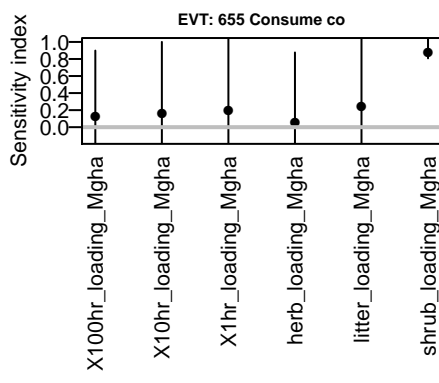 EVT: 655 Consume co
Sensitivity index
1.0
0.8
0.6
0.4
0.2
0.0
X100hr_loading_Mgha
X10hr_loading_Mgha
X1hr_loading_Mgha
herb_loading_Mgha
litter_loading_Mgha
shrub_loading_Mgha